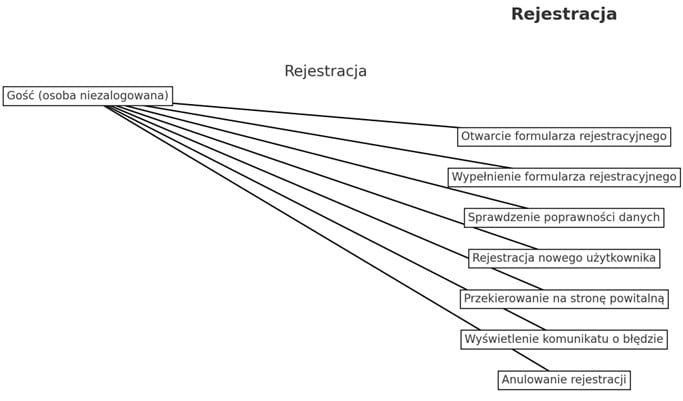 Rejestracja
Rejestracja
Gość (osoba niezalogowana)
Otwarcie formularza rejestracyjnego
Wypełnienie formularza rejestracyjnego
Sprawdzenie poprawności danych
Rejestracja nowego użytkownika
Przekierowanie na stronę powitalną
Wyświetlenie komunikatu o błędzie
Anulowanie rejestracji